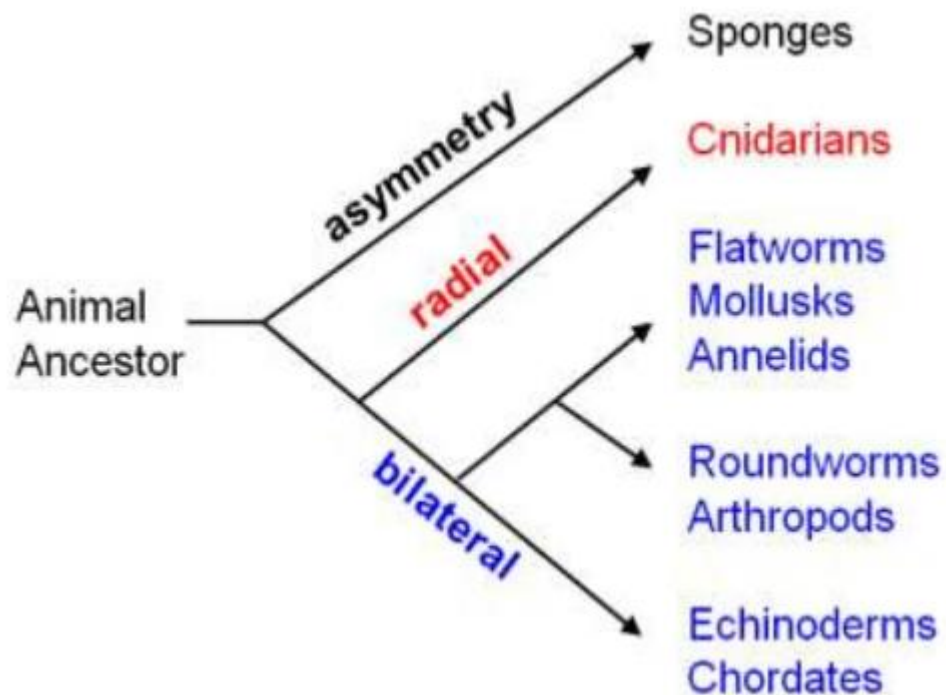 Sponges
asymmetry
Cnidarians
radial
Flatworms
Mollusks
Annelids
Animal
Ancestor
bilateral
Roundworms
Arthropods
Echinoderms
Chordates